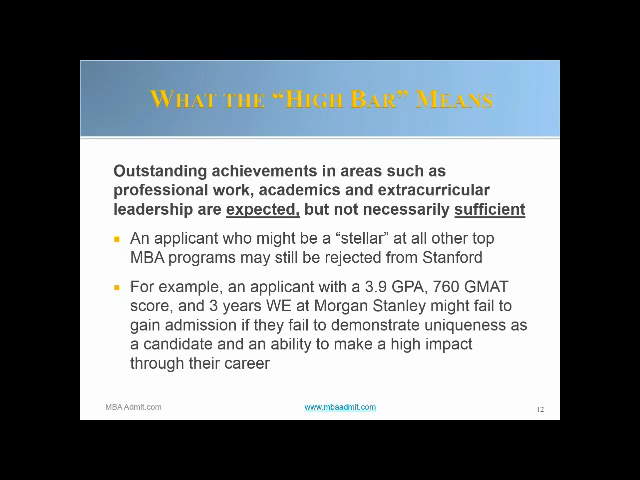 WHAT THE “HIGH BAR” MEANS
Outstanding achievements in areas such as
professional work, academics and extracurricular
leadership are expected, but not necessarily sufficient
An applicant who might be a “stellar” at all other top
MBA programs may still be rejected from Stanford
For example, an applicant with a 3.9 GPA, 760 GMAT
score, and 3 years WE at Morgan Stanley might fail to
gain admission if they fail to demonstrate uniqueness as
a candidate and an ability to make a high impact
through their career
MBA Admit.com
www.mbaadmit.com
12